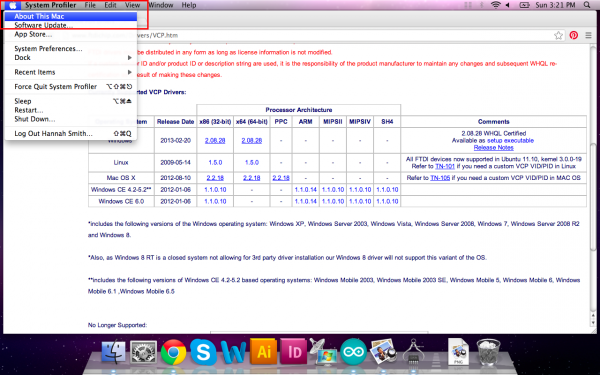 System Profiler File Edit View Window Help
Sun 3:21 PM
About This Mac
Software Update...
App Store...
System Preferences...
Dock
Recent Items
Force Quit System Profiler
Sleep
Restart...
Shut Down...
Log Out Hannah Smith...
ivers/VCP.htm
be distributed in any form as long as license information is not modified.
ID and/or product ID or description string are used, it is the responsibility of the product manufacturer to maintain any changes and subsequent WHQL re-
result of making these changes.
rted VCP Drivers:
Processor Architecture
System Release Date x86 (32-bit) x64 (64-bit) PPC ARM MIPSII MIPSIV SH4 Comments
Windows 2013-02-20 2.08.28 2.08.28 - - - - - 2.08.28 WHQL Certified
Available as setup executable
Release Notes
Linux 2009-05-14 1.5.0 1.5.0 - - - - - All FTDI devices now supported in Ubuntu 11.10, kernel 3.0.0-19
Refer to TN-101 if you need a custom VCP VID/PID in Linux
Mac OS X 2012-08-10 2.2.18 2.2.18 2.2.18 - - - - Refer to TN-105 if you need a custom VCP VID/PID in MAC OS
Windows CE 4.2-5.2** 2012-01-06 1.1.0.10 - - 1.1.0.14 1.1.0.10 1.1.0.10 1.1.0.10
Windows CE 6.0 2012-01-06 1.1.0.10 - - 1.1.0.10 1.1.0.10 1.1.0.10 1.1.0.10
*Includes the following versions of the Windows operating system: Windows XP, Windows Server 2003, Windows Vista, Windows Server 2008, Windows 7, Windows Server 2008 R2
and Windows 8.
*Also, as Windows 8 RT is a closed system not allowing for 3rd party driver installation our Windows 8 driver will not support this variant of the OS.
**includes the following versions of Windows CE 4.2-5.2 based operating systems: Windows Mobile 2003, Windows Mobile 2003 SE, Windows Mobile 5, Windows Mobile 6, Windows
Mobile 6.1 ,Windows Mobile 6.5
No Longer Supported:
Ai
ID
PNG